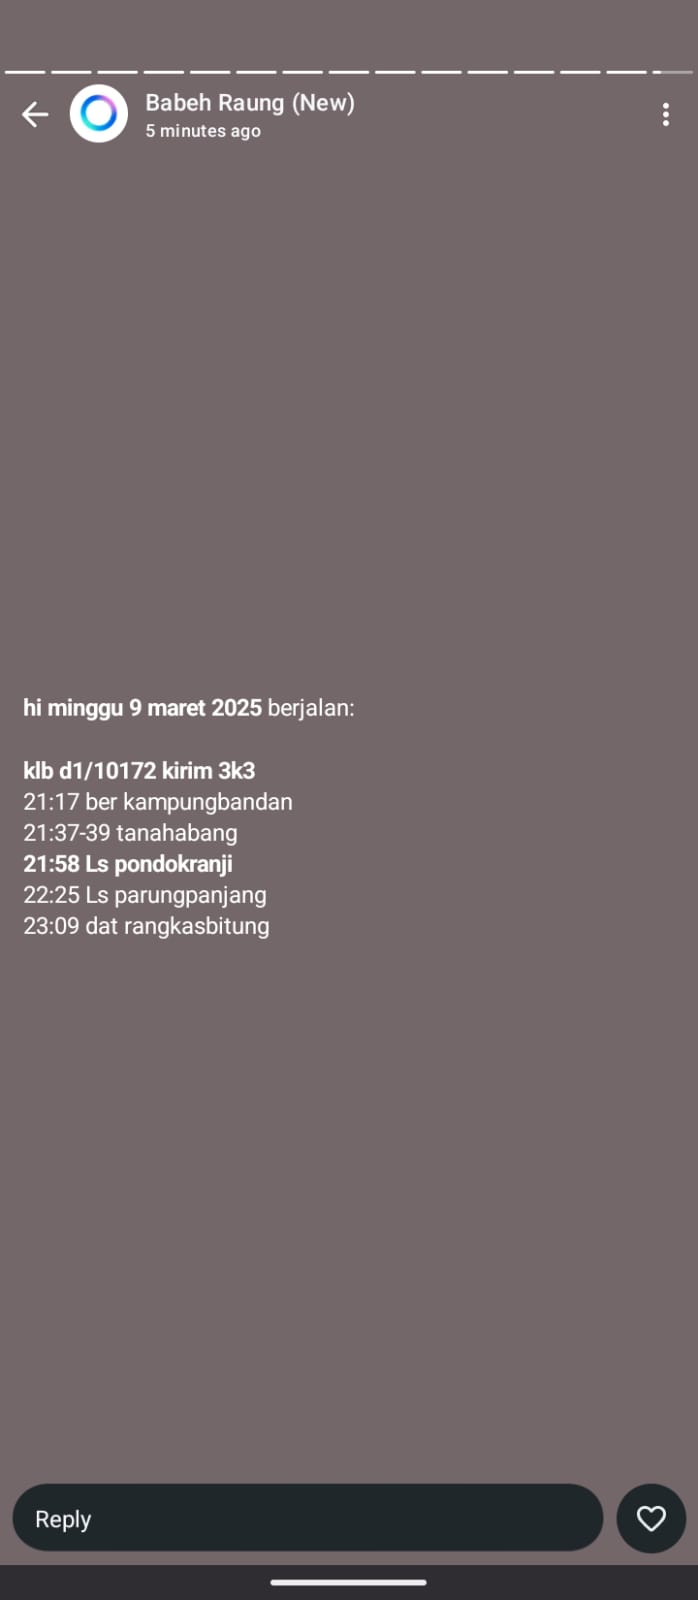 Babeh Raung (New)
5 minutes ago
hi minggu 9 maret 2025 berjalan:
klb d1/10172 kirim 3k3
21:17 ber kampungbandan
21:37-39 tanahabang
21:58 Ls pondokranji
22:25 Ls parungpanjang
23:09 dat rangkasbitung
Reply